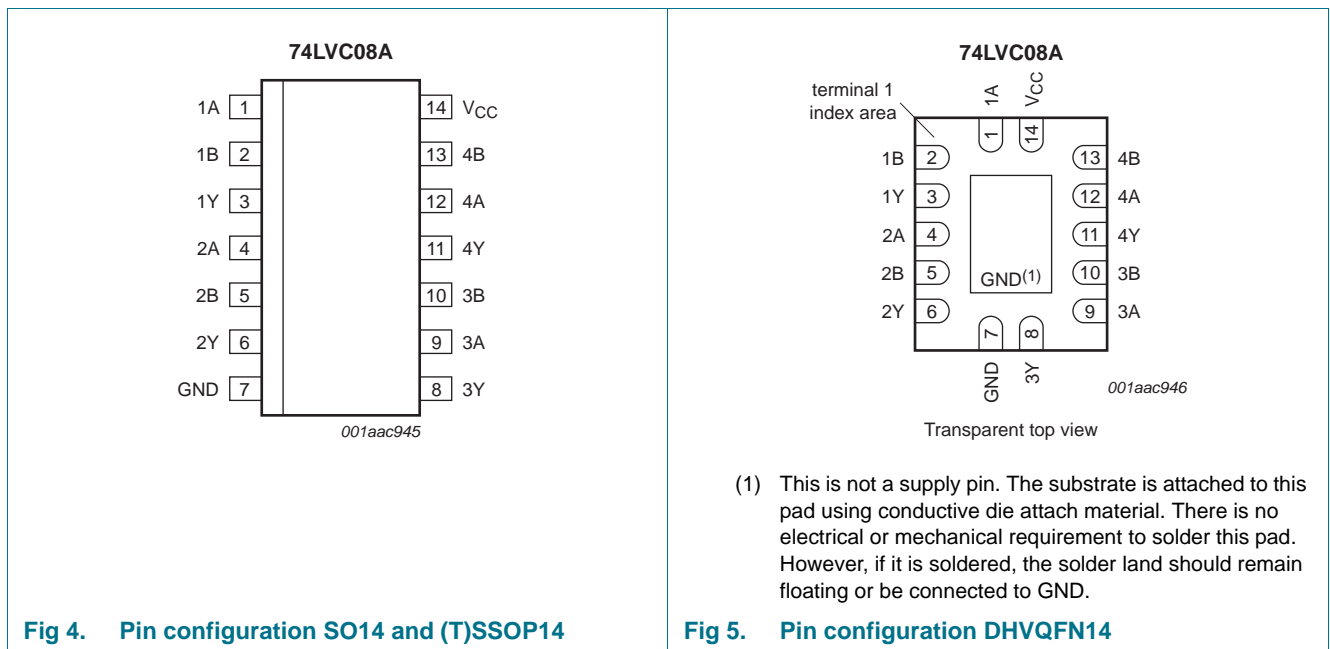 74LVC08A
1A 1 14 VCC
1B 2 13 4B
1Y 3 12 4A
2A 4 11 4Y
2B 5 10 3B
2Y 6 9 3A
GND 7 8 3Y
001aac945
Fig 4. Pin configuration SO14 and (T)SSOP14
74LVC08A
terminal 1
index area
1A VCC
1 14
1B 2 13 4B
1Y 3 12 4A
2A 4 11 4Y
2B 5 10 3B
GND(1)
2Y 6 9 3A
7 8
GND 3Y
001aac946
Transparent top view
(1) This is not a supply pin. The substrate is attached to this
pad using conductive die attach material. There is no
electrical or mechanical requirement to solder this pad.
However, if it is soldered, the solder land should remain
floating or be connected to GND.
Fig 5. Pin configuration DHVQFN14